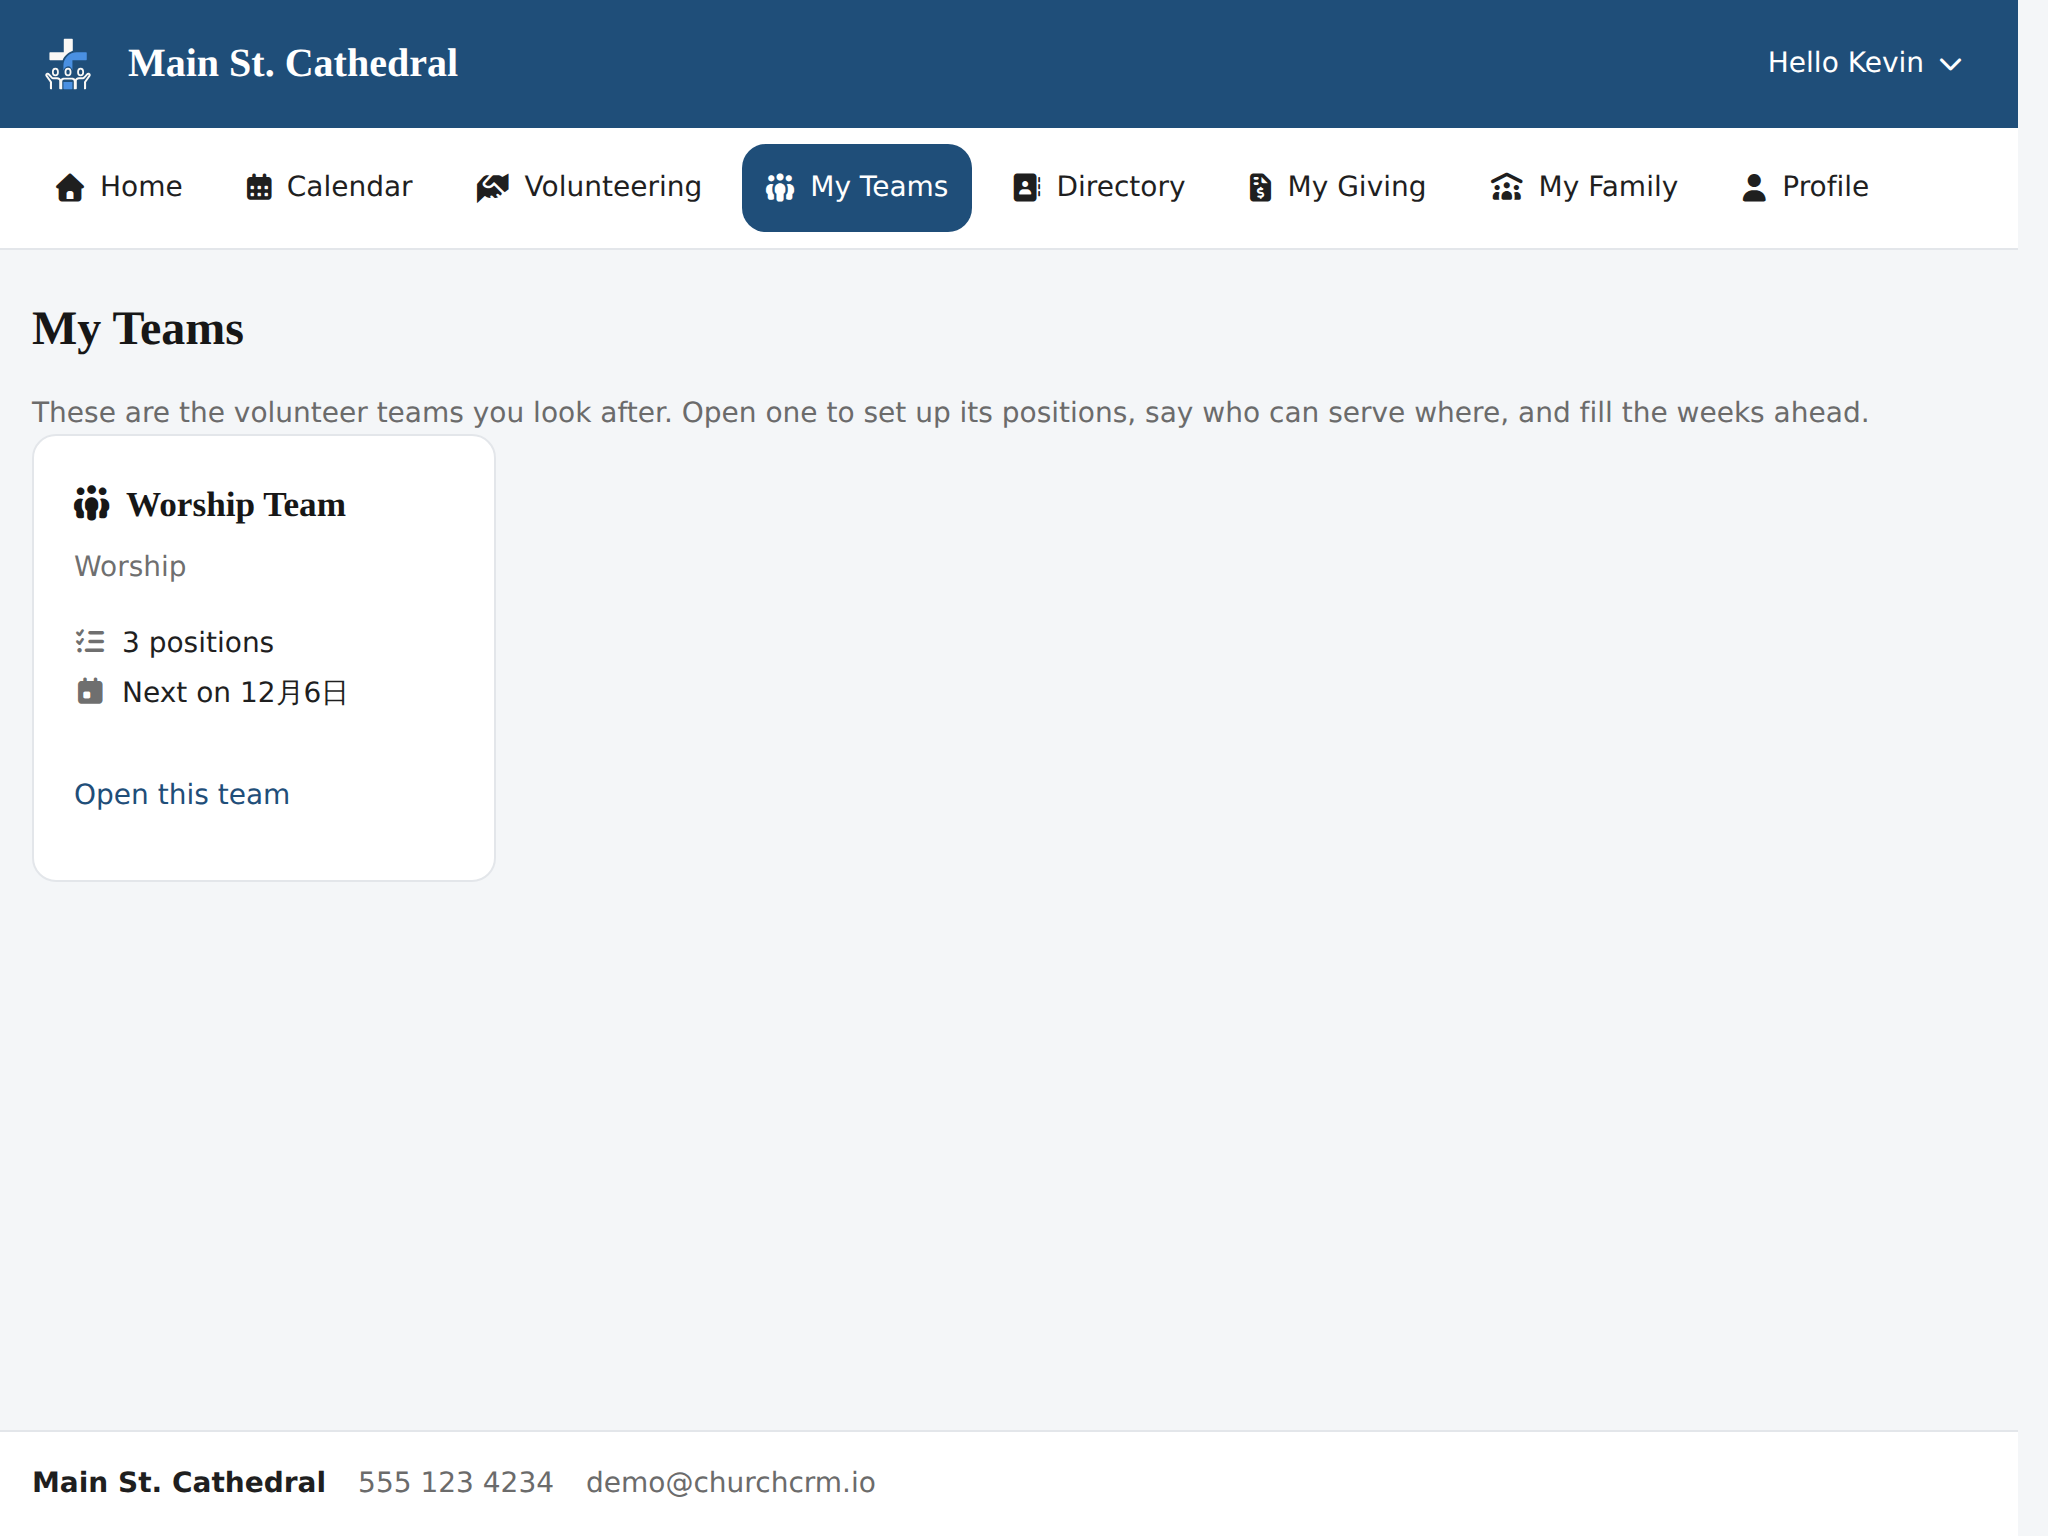 Main St. Cathedral
Hello Kevin
Home
Calendar
Volunteering
My Teams
Directory
My Giving
My Family
Profile
My Teams
These are the volunteer teams you look after. Open one to set up its positions, say who can serve where, and fill the weeks ahead.
Worship Team
Worship
3 positions
Next on 12月6日
Open this team
Main St. Cathedral 555 123 4234 demo@churchcrm.io